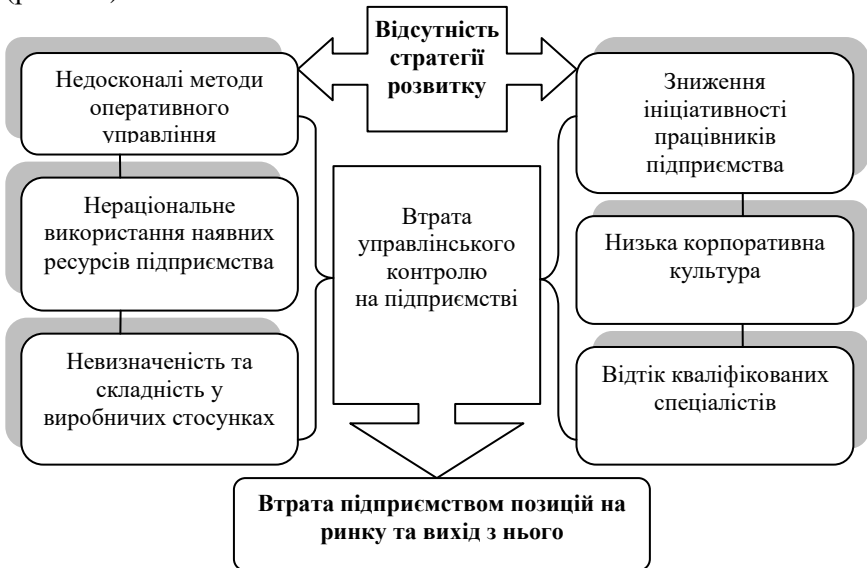 Відсутність
стратегії
розвитку
Недосконалі методи
оперативного
управління
Нераціональне
використання наявних
ресурсів підприємства
Невизначеність та
складність у
виробничих стосунках
Втрата
управлінського
контролю
на підприємстві
Зниження
ініціативності
працівників
підприємства
Низька корпоративна
культура
Відтік кваліфікованих
спеціалістів
Втрата підприємством позицій на
ринку та вихід з нього